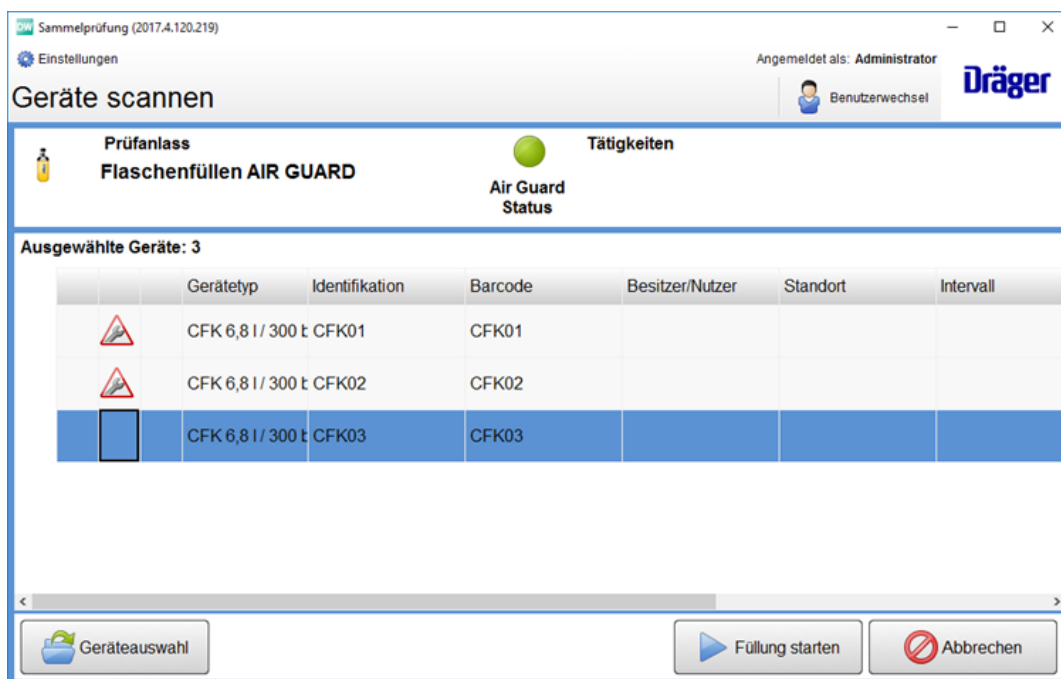 DW Sammelprüfung (2017.4.120.219)
Einstellungen
Angemeldet als: Administrator
Dräger
Geräte scannen
Benutzerwechsel
Prüfanlass
Tätigkeiten
Flaschenfüllen AIR GUARD
Air Guard
Status
Ausgewählte Geräte: 3
Gerätetyp Identifikation Barcode Besitzer/Nutzer Standort Intervall
CFK 6,8 l / 300 b CFK01 CFK01
CFK 6,8 l / 300 b CFK02 CFK02
CFK 6,8 l / 300 b CFK03 CFK03
Geräteauswahl Füllung starten Abbrechen